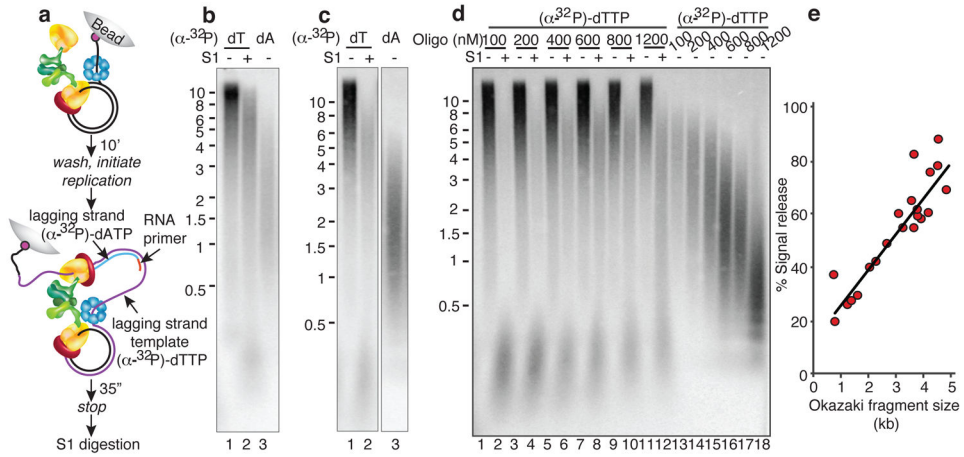 a
Bead
10'
wash, initiate
replication
lagging strand
(α-³²P)-dATP
RNA
primer
lagging strand
template
(α-³²P)-dTTP
35"
stop
S1 digestion
b
(α-³²P) dT dA
S1 - + -
10
8
6
5
4
3
2
1.5
1
0.5
1 2 3
c
(α-³²P) dT dA
S1 - + -
10
8
6
5
4
3
2
1.5
1
0.5
1 2 3
d
(α-³²P)-dTTP (α-³²P)-dTTP
Oligo (nM) 100 200 400 600 800 1200 100 200 400 600 800 1200
S1 - + - + - + - + - + - + - - - - - -
10
8
6
5
4
3
2
1.5
1
0.5
1 2 3 4 5 6 7 8 9 10 11 12 13 14 15 16 17 18
e
% Signal release
100
80
60
40
20
0
0 1 2 3 4 5
Okazaki fragment size
(kb)